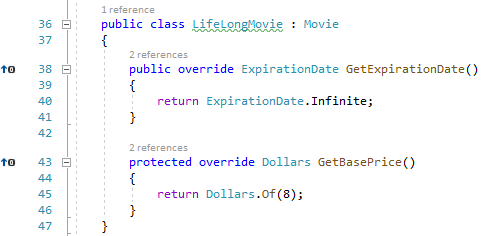 1 reference
36 public class LifeLongMovie : Movie
37 {
2 references
38 public override ExpirationDate GetExpirationDate()
39 {
40 return ExpirationDate.Infinite;
41 }
42
2 references
43 protected override Dollars GetBasePrice()
44 {
45 return Dollars.Of(8);
46 }
47 }